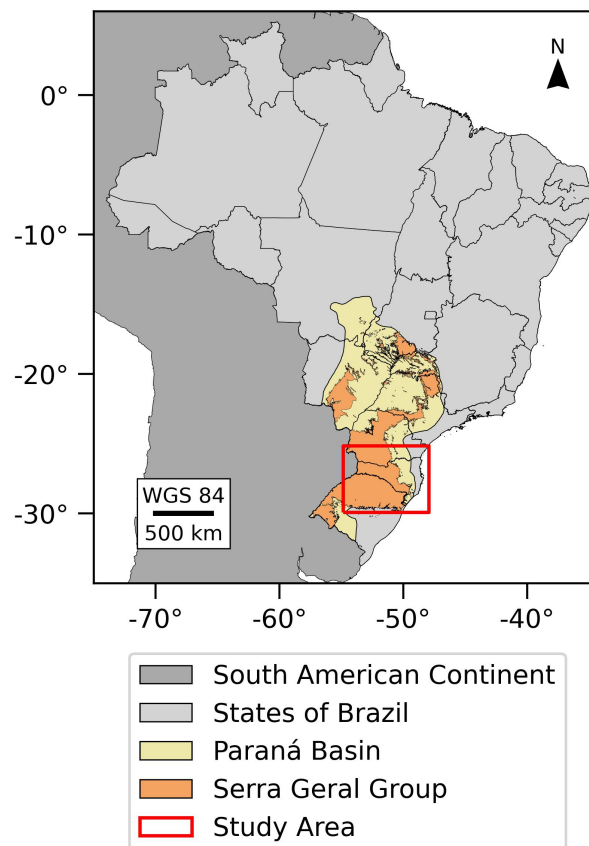 N
0°
-10°
-20°
-30°
WGS 84
500 km
-70°
-60°
-50°
-40°
South American Continent
States of Brazil
Paraná Basin
Serra Geral Group
Study Area